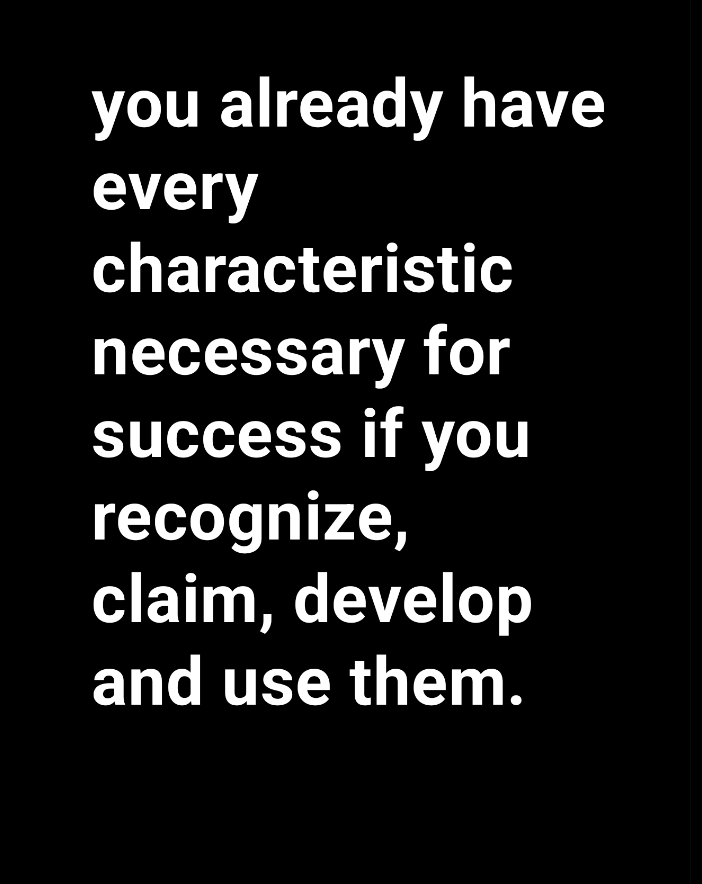 you already have
every
characteristic
necessary for
success if you
recognize,
claim, develop
and use them.